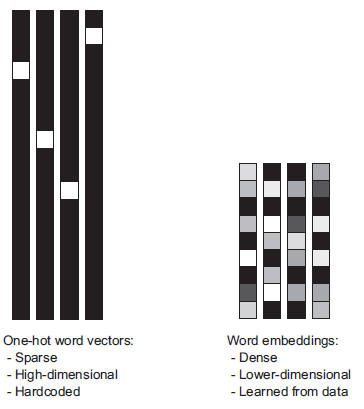 One-hot word vectors:
- Sparse
- High-dimensional
- Hardcoded
Word embeddings:
- Dense
- Lower-dimensional
- Learned from data